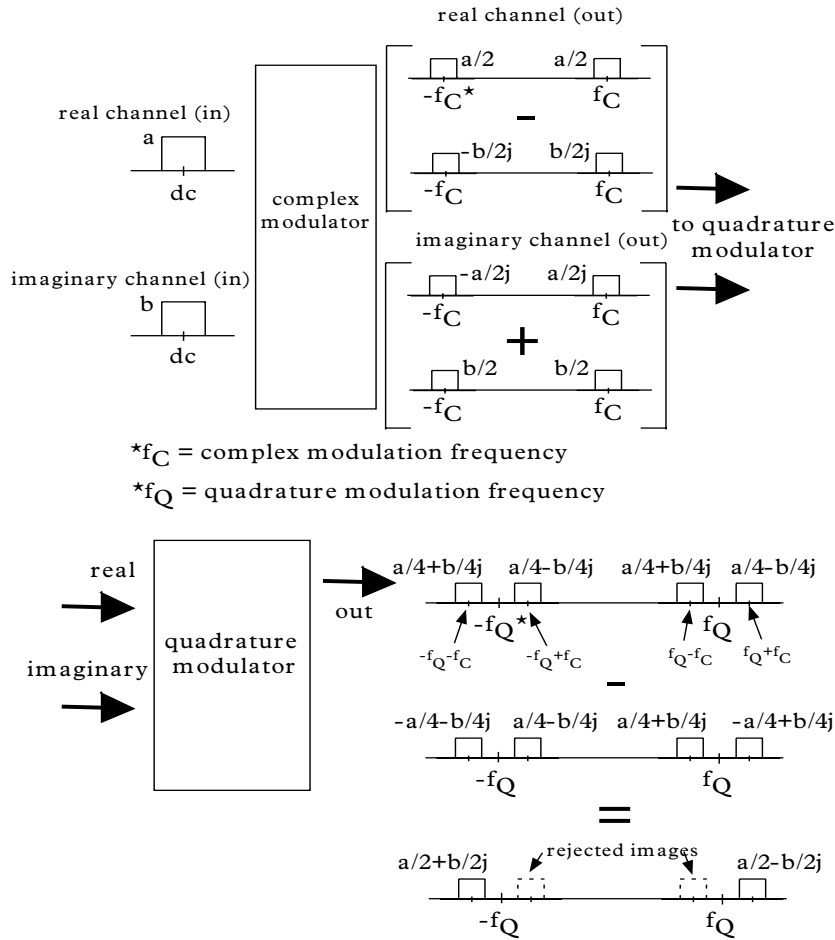 real channel (out)
a/2 a/2
-fC* fC
real channel (in)
a
-
-b/2j b/2j
dc
complex
modulator
-fC fC
to quadrature
modulator
imaginary channel (out)
imaginary channel (in)
-a/2j a/2j
b
-fC fC
+
dc
b/2 b/2
-fC fC
*fC = complex modulation frequency
*fQ = quadrature modulation frequency
real
out
imaginary
quadrature
modulator
a/4+b/4j a/4-b/4j a/4+b/4j a/4-b/4j
-fQ* fQ
-fQ-fC -fQ+fC fQ-fC fQ+fC
-
-a/4-b/4j a/4-b/4j a/4+b/4j -a/4+b/4j
-fQ fQ
=
rejected images
a/2+b/2j a/2-b/2j
-fQ fQ